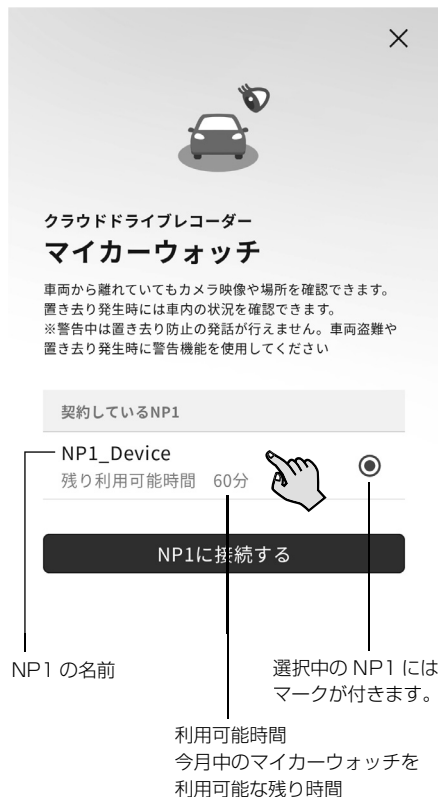 クラウドドライブレコーダー
マイカーウォッチ
車両から離れていてもカメラ映像や場所を確認できます。
置き去り発生時には車内の状況を確認できます。
※警告中は置き去り防止の発話が行えません。車両盗難や
置き去り発生時に警告機能を使用してください
契約しているNP1
NP1_Device
残り利用可能時間 60分
NP1に接続する
NP1 の名前
選択中の NP1 には
マークが付きます。
利用可能時間
今月中のマイカーウォッチを
利用可能な残り時間